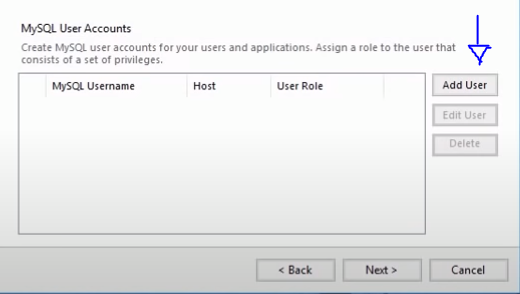 MySQL User Accounts
Create MySQL user accounts for your users and applications. Assign a role to the user that
consists of a set of privileges.
MySQL Username Host User Role
Add User
Edit User
Delete
< Back Next > Cancel